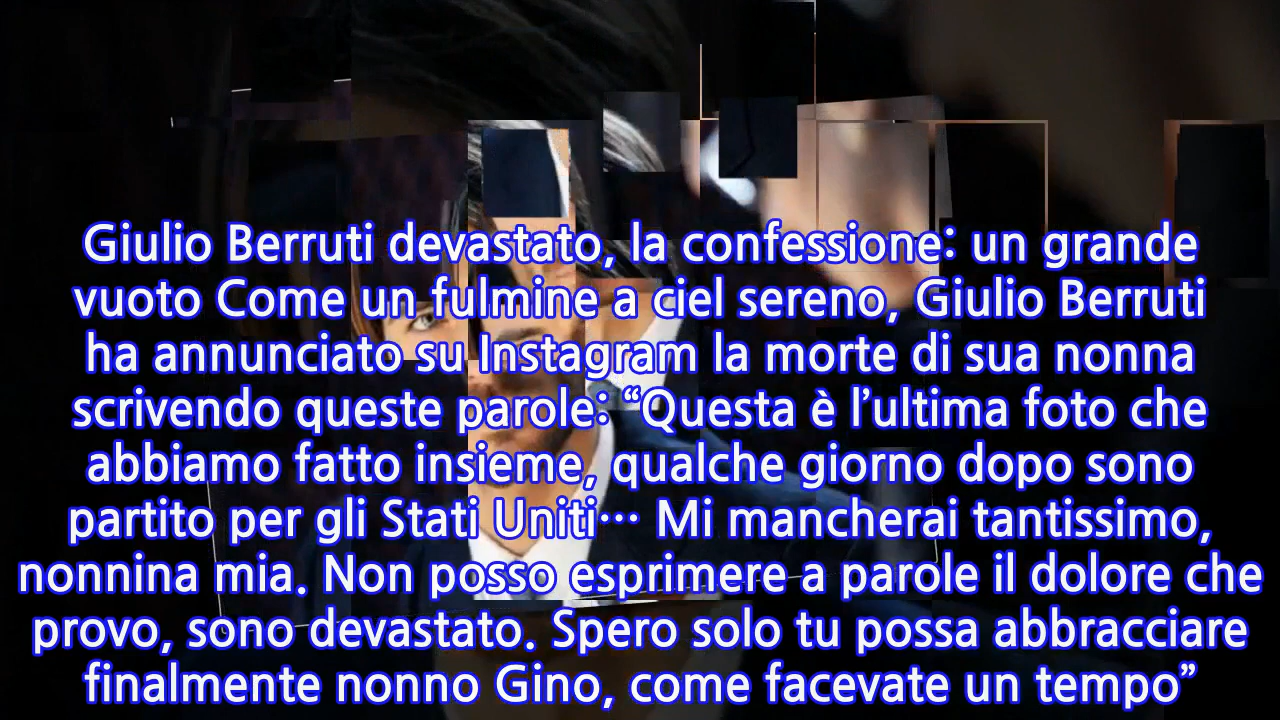 Giulio Berruti devastato, la confessione: un grande
vuoto Come un fulmine a ciel sereno, Giulio Berruti
ha annunciato su Instagram la morte di sua nonna
scrivendo queste parole: “Questa è l’ultima foto che
abbiamo fatto insieme, qualche giorno dopo sono
partito per gli Stati Uniti… Mi mancherai tantissimo,
nonnina mia. Non posso esprimere a parole il dolore che
provo, sono devastato. Spero solo tu possa abbracciare
finalmente nonno Gino, come facevate un tempo”